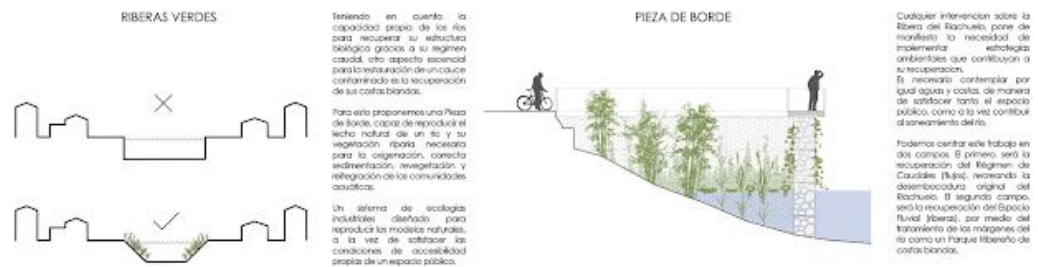 RIBERAS VERDES
Teniendo en cuenta la
capacidad propia de los ríos
para recuperar su estructura
biológica gracias a su regimen
caudal, otro aspecto escencial
para la restauración de un cauce
contaminado es la recuperación
de sus costas blandas.
Para esto proponemos una Pieza
de Borde, capaz de reproducir el
lecho natural de un río y su
vegetación riparia necesaria
para la oxigenación, correcta
sedimentación, revegetación y
reitegración de las comunidades
acuáticas.
Un sistema de ecologías
industriales diseñado para
reproducir los modelos naturales,
a la vez de satisfacer las
condiciones de accesibilidad
propias de un espacio público.
PIEZA DE BORDE
Cualquier intervencion sobre la
Ribera del Riachuelo, pone de
manifiesto la necesidad de
implementar estrategias
ambientales que contribuyan a
su recuperacion.
Es necesario contemplar por
igual aguas y costas, de manera
de satisfacer tanto el espacio
público, como a la vez contribuir
al saneamiento del río.
Podemos centrar este trabajo en
dos campos. El primero, será la
recuperación del Régimen de
Caudales (flujos), recreando la
desembocadura original del
Riachuelo. El segundo campo,
será la recuperación del Espacio
Fluvial (riberas), por medio del
tratamiento de las márgenes del
río como un Parque Ribereño de
costas blandas.